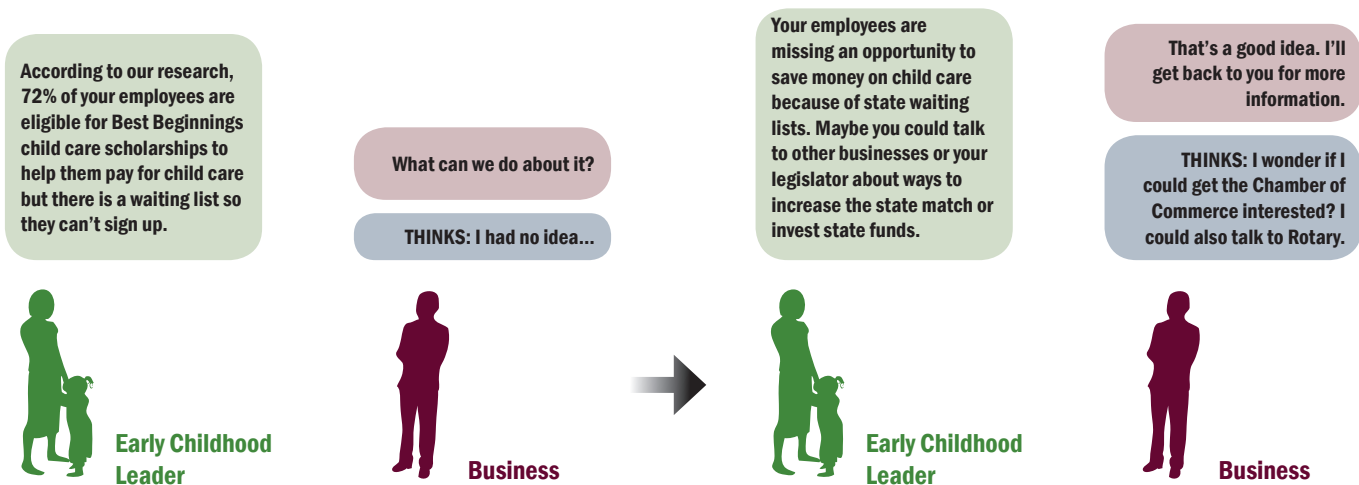 According to our research,
72% of your employees are
eligible for Best Beginnings
child care scholarships to
help them pay for child care
but there is a waiting list so
they can’t sign up.
What can we do about it?
THINKS: I had no idea...
Early Childhood
Leader
Business
Your employees are
missing an opportunity to
save money on child care
because of state waiting
lists. Maybe you could talk
to other businesses or your
legislator about ways to
increase the state match or
invest state funds.
That’s a good idea. I’ll
get back to you for more
information.
THINKS: I wonder if I
could get the Chamber of
Commerce interested? I
could also talk to Rotary.
Early Childhood
Leader
Business